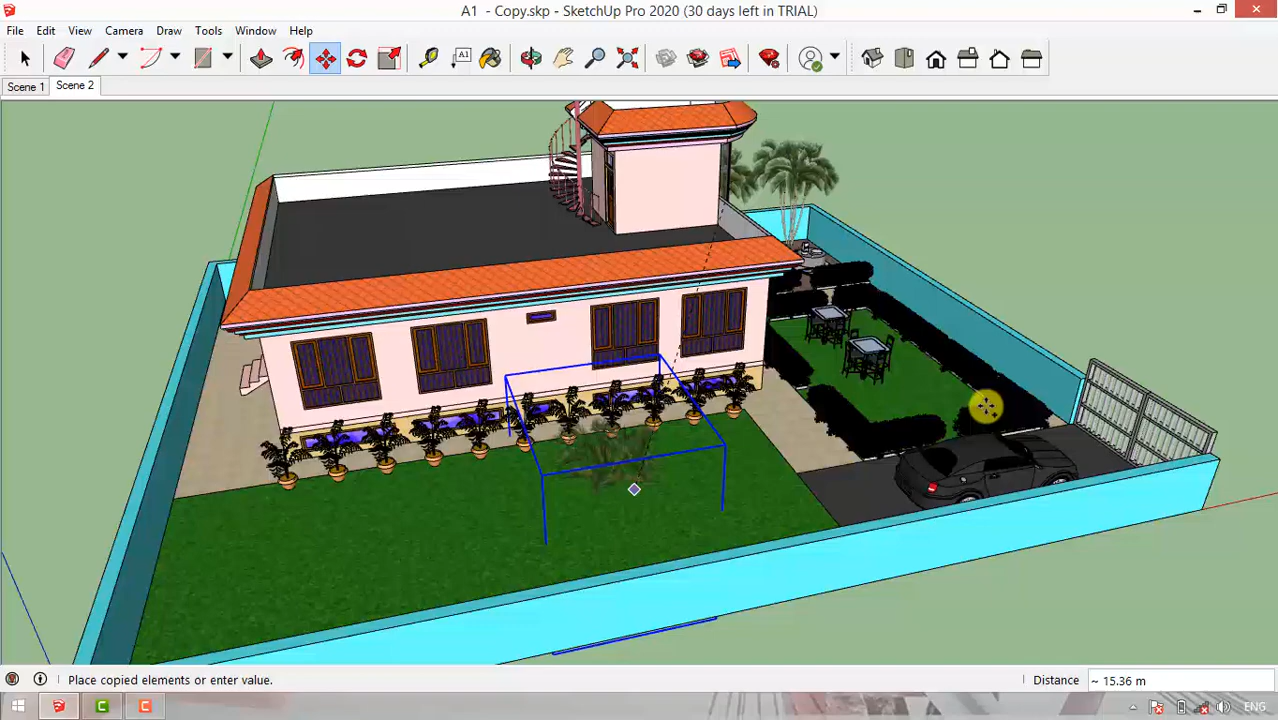 A1 - Copy.skp - SketchUp Pro 2020 (30 days left in TRIAL)
File Edit View Camera Draw Tools Window Help
A1
Scene 1 Scene 2
Place copied elements or enter value. Distance ~ 15.36 m
ENG